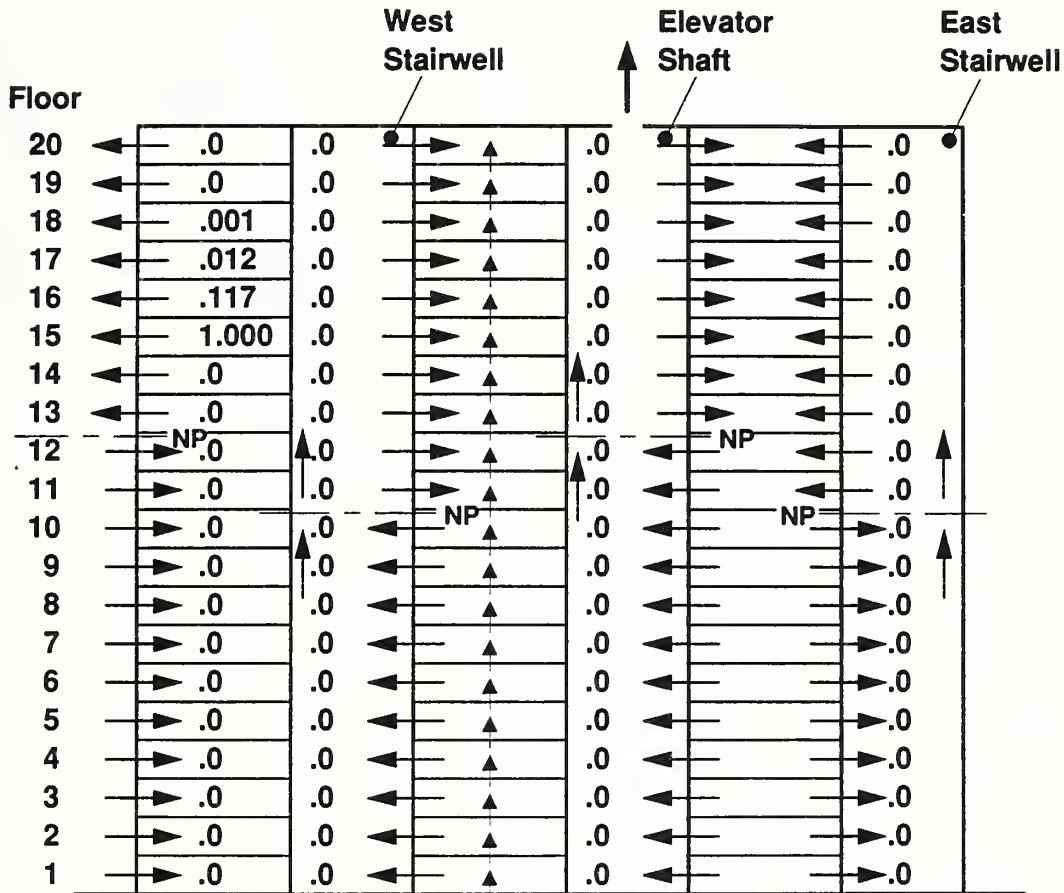 West Elevator East
Stairwell Shaft Stairwell
Floor
20 .0 .0 .0 .0
19 .0 .0 .0 .0
18 .001 .0 .0 .0
17 .012 .0 .0 .0
16 .117 .0 .0 .0
15 1.000 .0 .0 .0
14 .0 .0 .0 .0
13 .0 .0 .0 .0
NP NP
12 .0 .0 .0 .0
11 .0 .0 .0 .0
NP NP
10 .0 .0 .0 .0
9 .0 .0 .0 .0
8 .0 .0 .0 .0
7 .0 .0 .0 .0
6 .0 .0 .0 .0
5 .0 .0 .0 .0
4 .0 .0 .0 .0
3 .0 .0 .0 .0
2 .0 .0 .0 .0
1 .0 .0 .0 .0